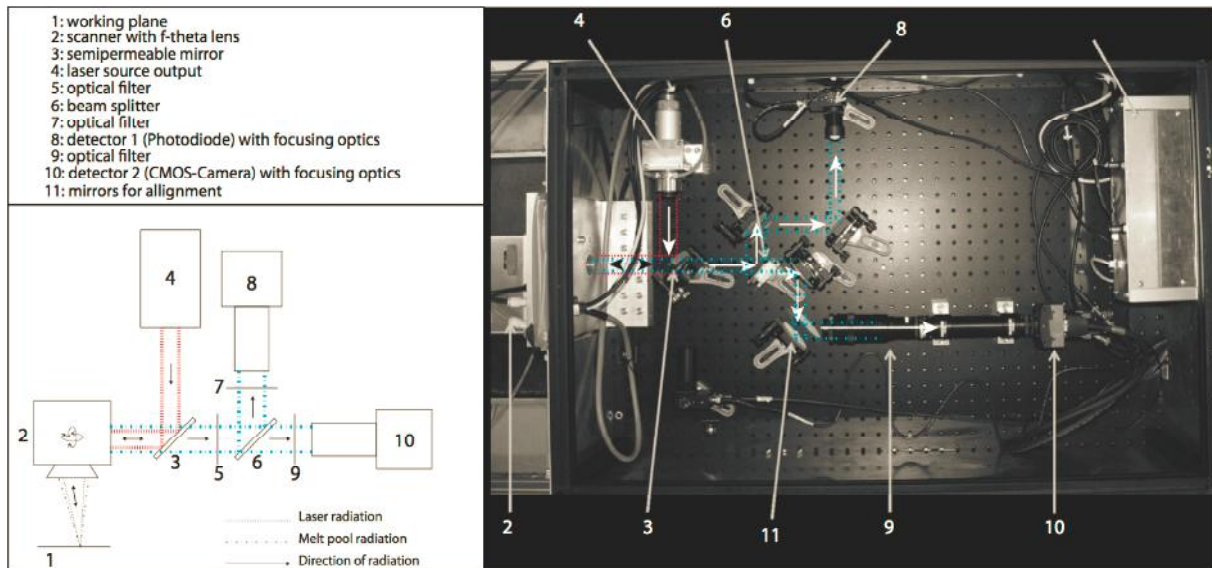 1: working plane
2: scanner with f-theta lens
3: semipermeable mirror
4: laser source output
5: optical filter
6: beam splitter
7: optical filter
8: detector 1 (Photodiode) with focusing optics
9: optical filter
10: detector 2 (CMOS-Camera) with focusing optics
11: mirrors for allignment
4
8
7
2
10
3
5
6
9
Laser radiation
Melt pool radiation
1
Direction of radiation
4
6
8
2
3
11
9
10